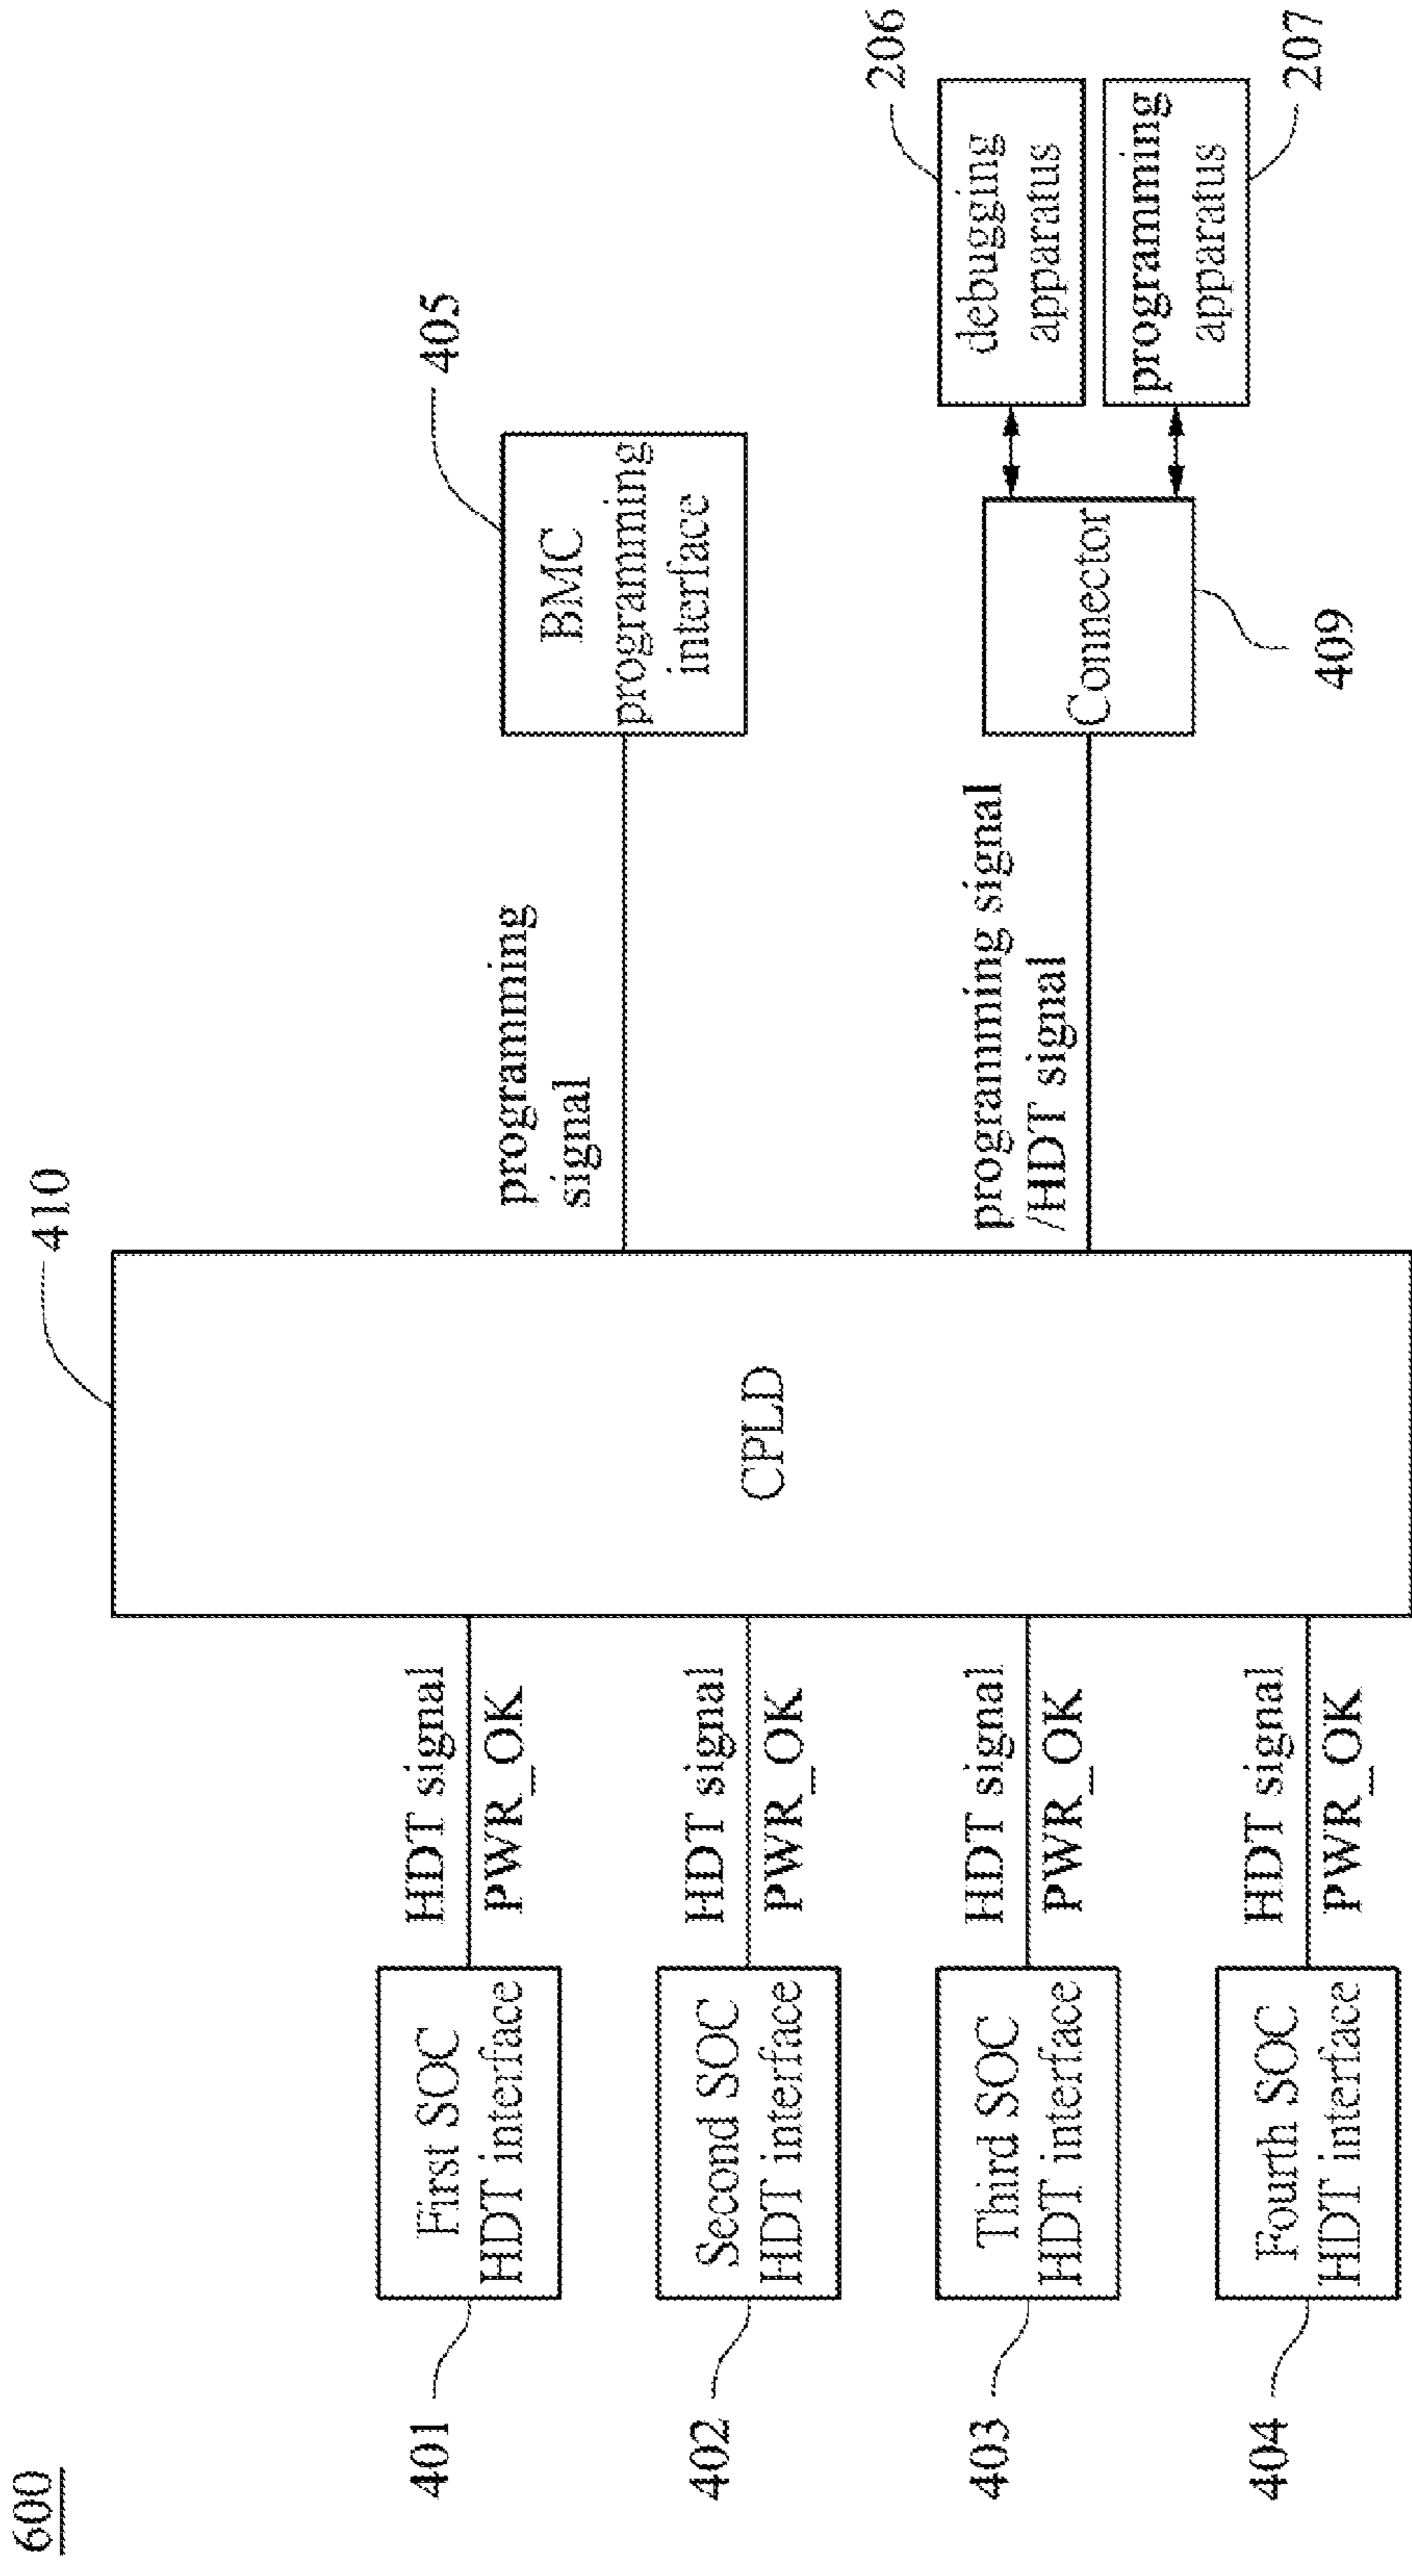 600
410
CPLD
401
First SOC
HDT interface
HDT signal
PWR_OK
402
Second SOC
HDT interface
HDT signal
PWR_OK
403
Third SOC
HDT interface
HDT signal
PWR_OK
404
Fourth SOC
HDT interface
HDT signal
PWR_OK
programming
signal
405
BMC
programming
interface
programming signal
/HDT signal
Connector
409
206
debugging
apparatus
programming
apparatus
207